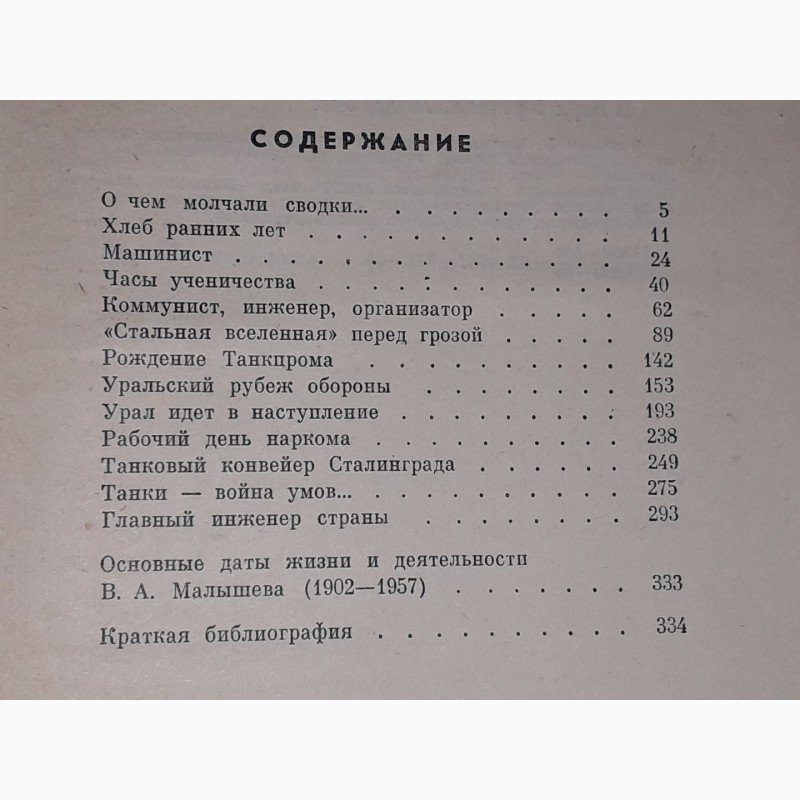 СОДЕРЖАНИЕ
О чем молчали сводки... . . . . . . . . . 5
Хлеб ранних лет . . . . . . . . . . . . 11
Машинист . . . . . . . . . . . . . . . 24
Часы ученичества . . . . . . . . . . . . 40
Коммунист, инженер, организатор . . . . . 62
«Стальная вселенная» перед грозой . . . . . 89
Рождение Танкпрома . . . . . . . . . . 142
Уральский рубеж обороны . . . . . . . . 153
Урал идет в наступление . . . . . . . . . 193
Рабочий день наркома . . . . . . . . . . 238
Танковый конвейер Сталинграда . . . . . . 249
Танки — война умов... . . . . . . . . . . 275
Главный инженер страны . . . . . . . . 293
Основные даты жизни и деятельности
В. А. Малышева (1902—1957) . . . . . . . 333
Краткая библиография . . . . . . . . . . 334